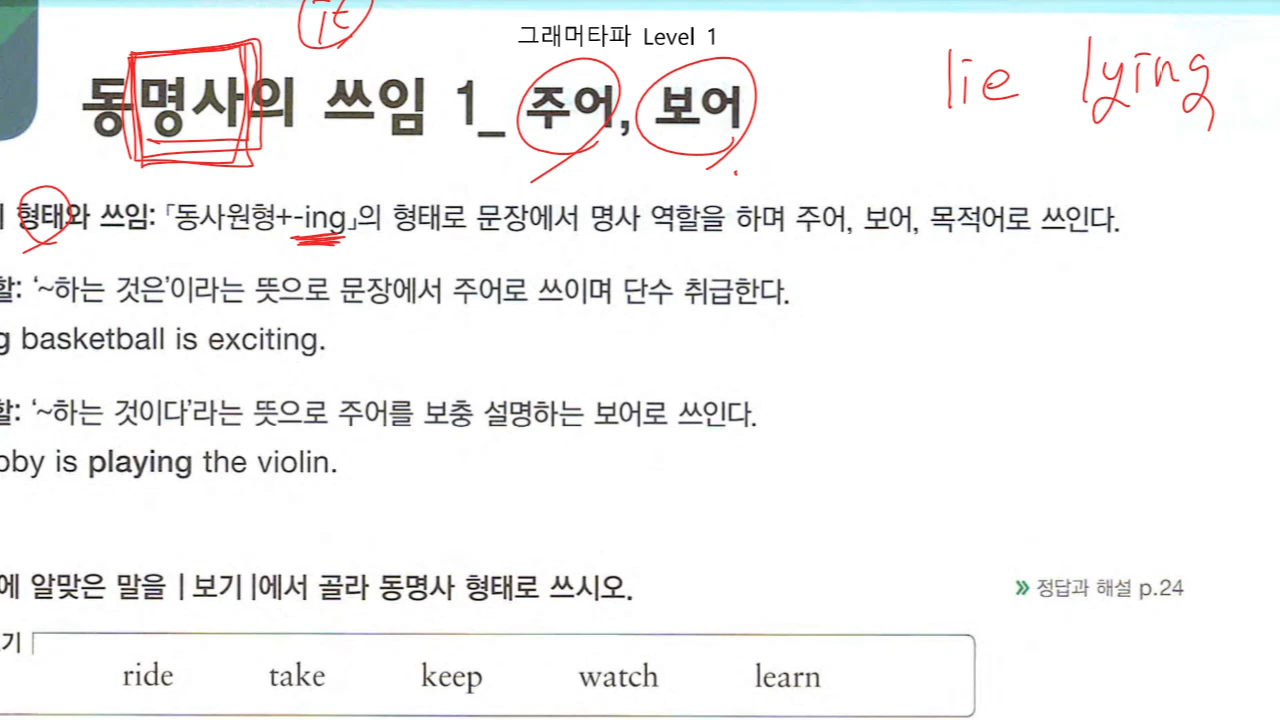 it
그래머타파 Level 1
lie lying
동명사의 쓰임 1_ 주어, 보어
형태와 쓰임: 「동사원형+-ing」의 형태로 문장에서 명사 역할을 하며 주어, 보어, 목적어로 쓰인다.
할: ‘~하는 것은’이라는 뜻으로 문장에서 주어로 쓰이며 단수 취급한다.
g basketball is exciting.
할: ‘~하는 것이다’라는 뜻으로 주어를 보충 설명하는 보어로 쓰인다.
bby is playing the violin.
에 알맞은 말을 | 보기 |에서 골라 동명사 형태로 쓰시오.
» 정답과 해설 p.24
기
ride take keep watch learn